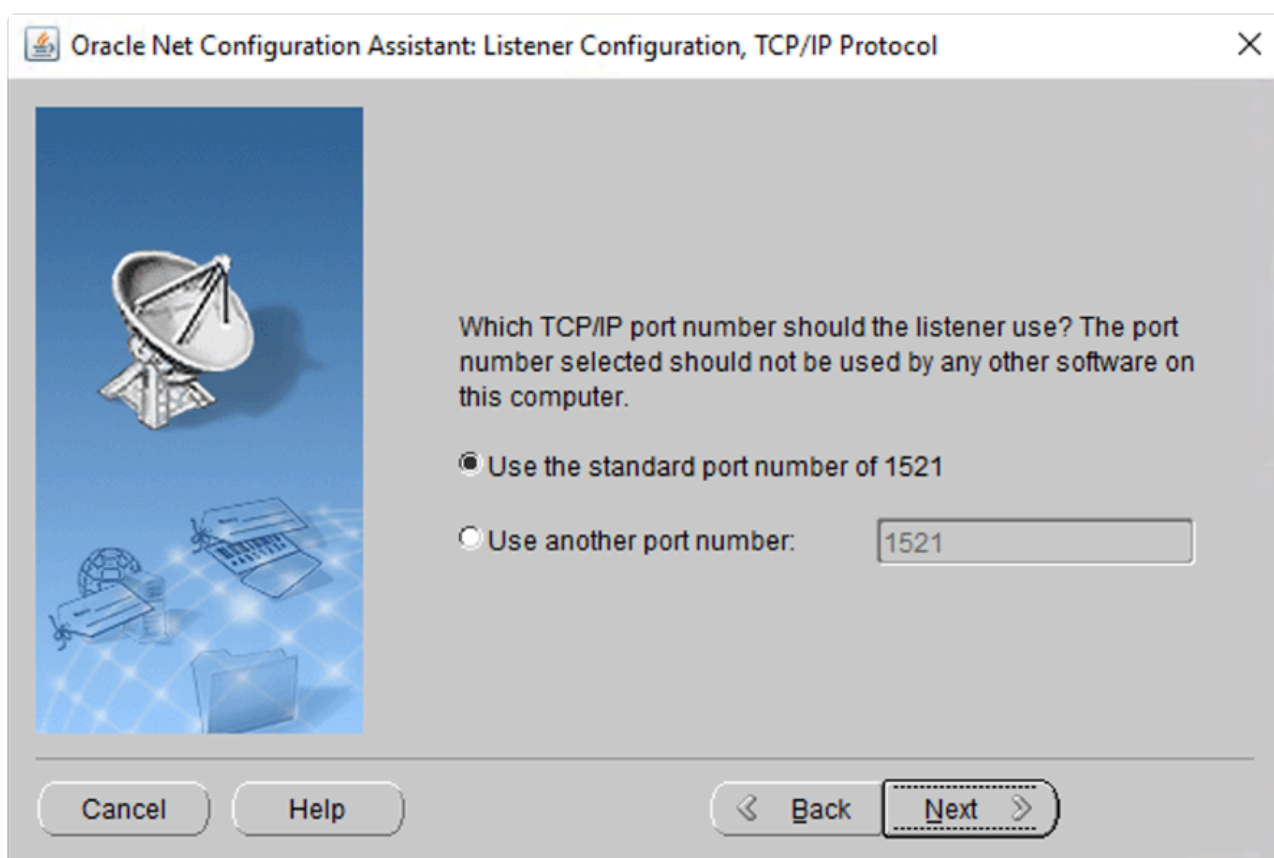 Oracle Net Configuration Assistant: Listener Configuration, TCP/IP Protocol
Which TCP/IP port number should the listener use? The port
number selected should not be used by any other software on
this computer.
Use the standard port number of 1521
Use another port number: 1521
Cancel Help Back Next